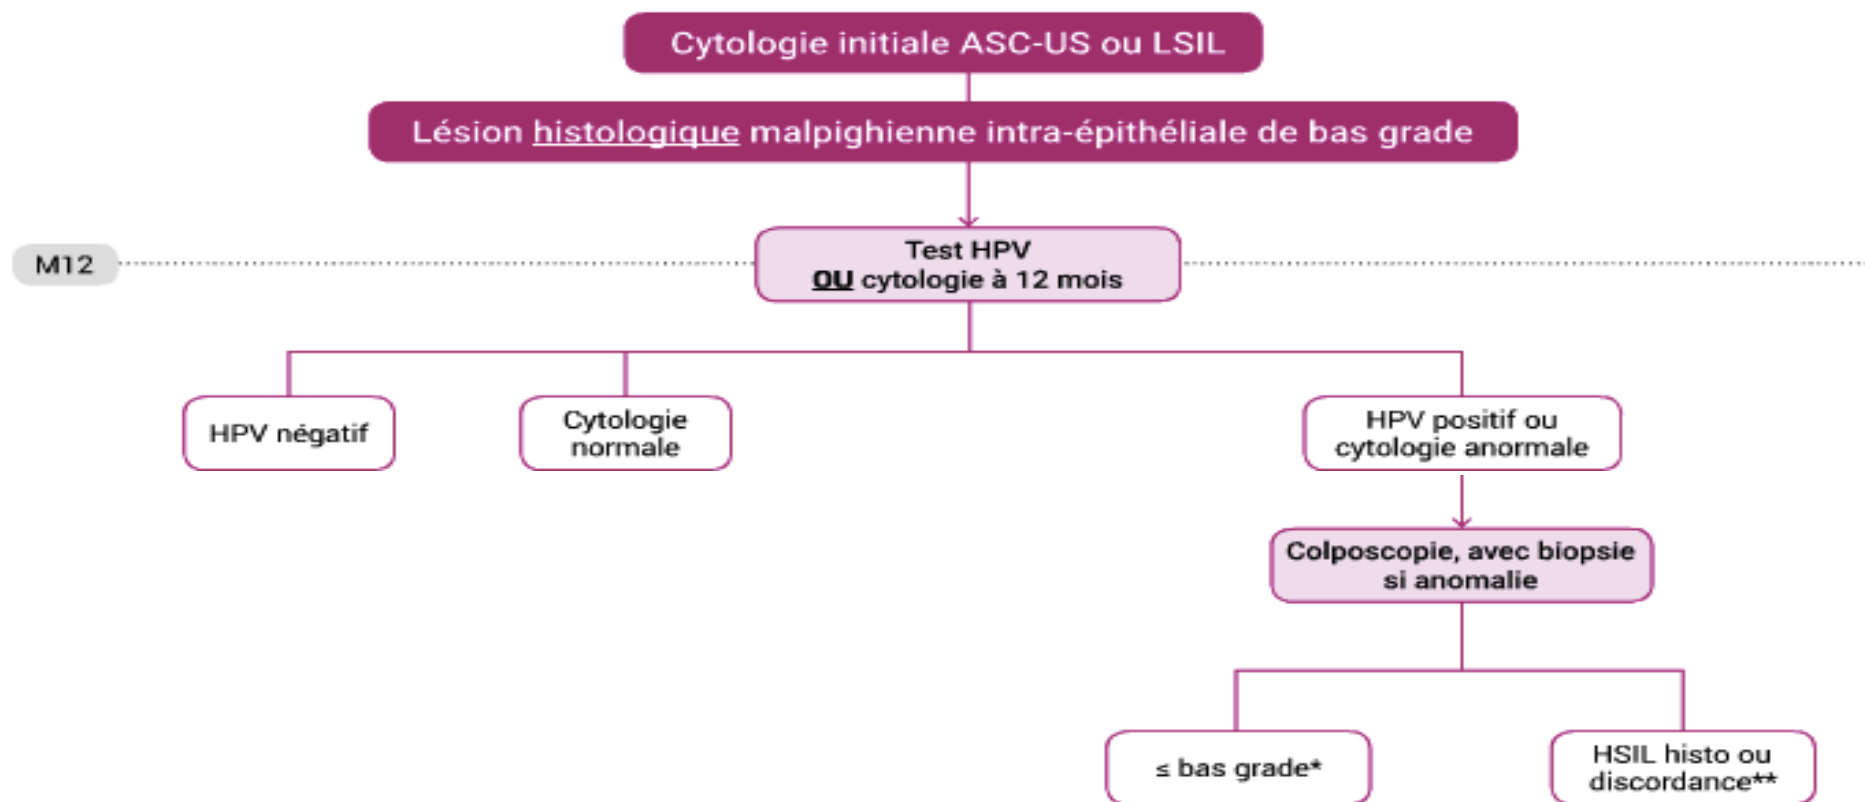 Cytologie initiale ASC-US ou LSIL
Lésion histologique malpighienne intra-épithéliale de bas grade
M12
Test HPV
OU cytologie à 12 mois
HPV négatif
Cytologie
normale
HPV positif ou
cytologie anormale
Colposcopie, avec biopsie
si anomalie
≤ bas grade*
HSIL histo ou
discordance**